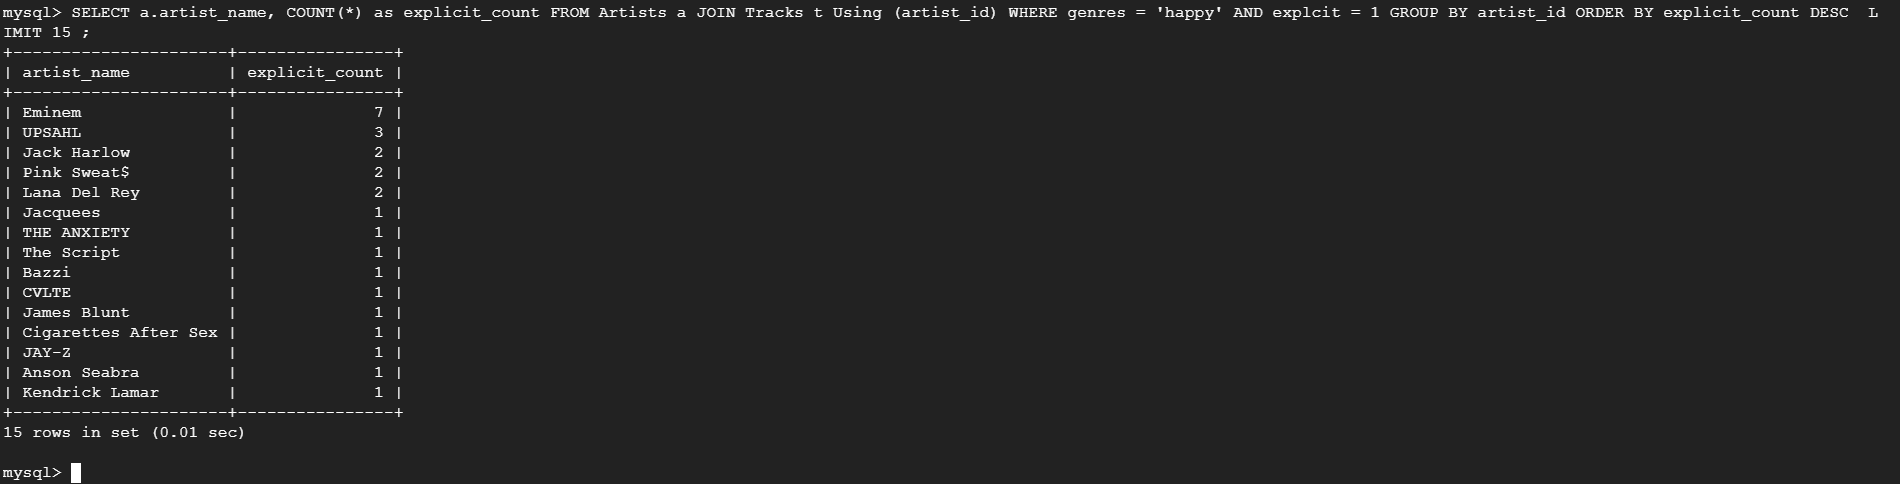 mysql> SELECT a.artist_name, COUNT(*) as explicit_count FROM Artists a JOIN Tracks t Using (artist_id) WHERE genres = 'happy' AND explcit = 1 GROUP BY artist_id ORDER BY explicit_count DESC  L
IMIT 15 ;
+----------------------+----------------+
| artist_name          | explicit_count |
+----------------------+----------------+
| Eminem               |              7 |
| UPSAHL               |              3 |
| Jack Harlow          |              2 |
| Pink Sweat$          |              2 |
| Lana Del Rey         |              2 |
| Jacquees             |              1 |
| THE ANXIETY          |              1 |
| The Script           |              1 |
| Bazzi                |              1 |
| CVLTE                |              1 |
| James Blunt          |              1 |
| Cigarettes After Sex |              1 |
| JAY-Z                |              1 |
| Anson Seabra         |              1 |
| Kendrick Lamar       |              1 |
+----------------------+----------------+
15 rows in set (0.01 sec)
mysql>